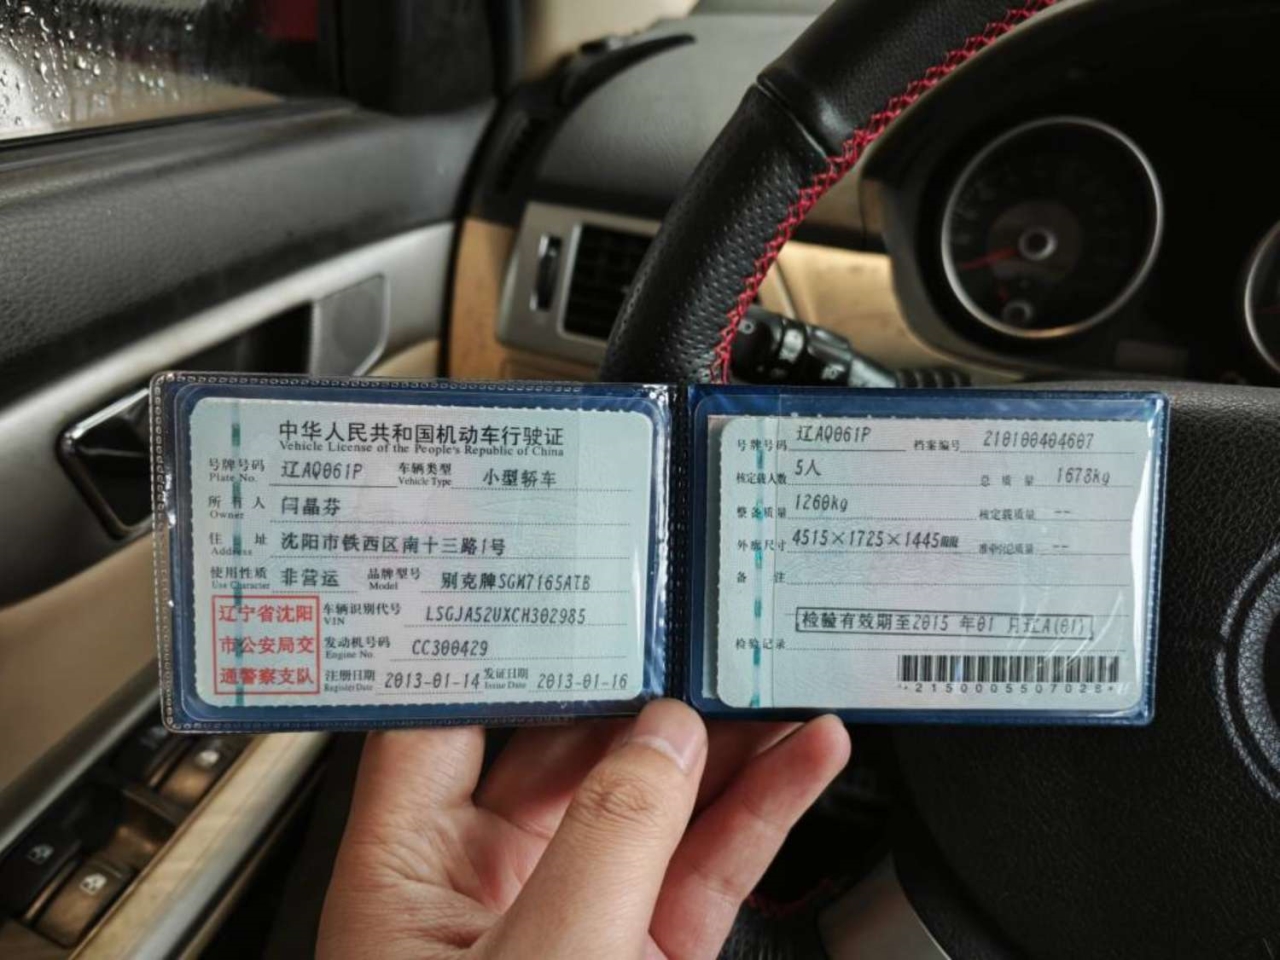 中华人民共和国机动车行驶证
Vehicle License of the People's Republic of China
号牌号码 辽AQ061P 车辆类型 小型轿车
Plate No. Vehicle Type
所有人 闫晶芬
Owner
住址 沈阳市铁西区南十三路1号
Address
使用性质 非营运 品牌型号 别克牌SGM7165ATB
Use Character Model
辽宁省沈阳
市公安局交
通警察支队
车辆识别代号 LSGJA52UXCH302985
VIN
发动机号码 CC300429
Engine No.
注册日期 2013-01-14 发证日期 2013-01-16
Register Date Issue Date
号牌号码 辽AQ061P 档案编号 210100404607
核定载人数 5人 总质量 1678kg
整备质量 1260kg 核定载质量 --
外廓尺寸 4515×1725×1445mm 准牵引总质量 --
备注
检验有效期至2015年01月辽A(01)
检验记录
*2150005507028*